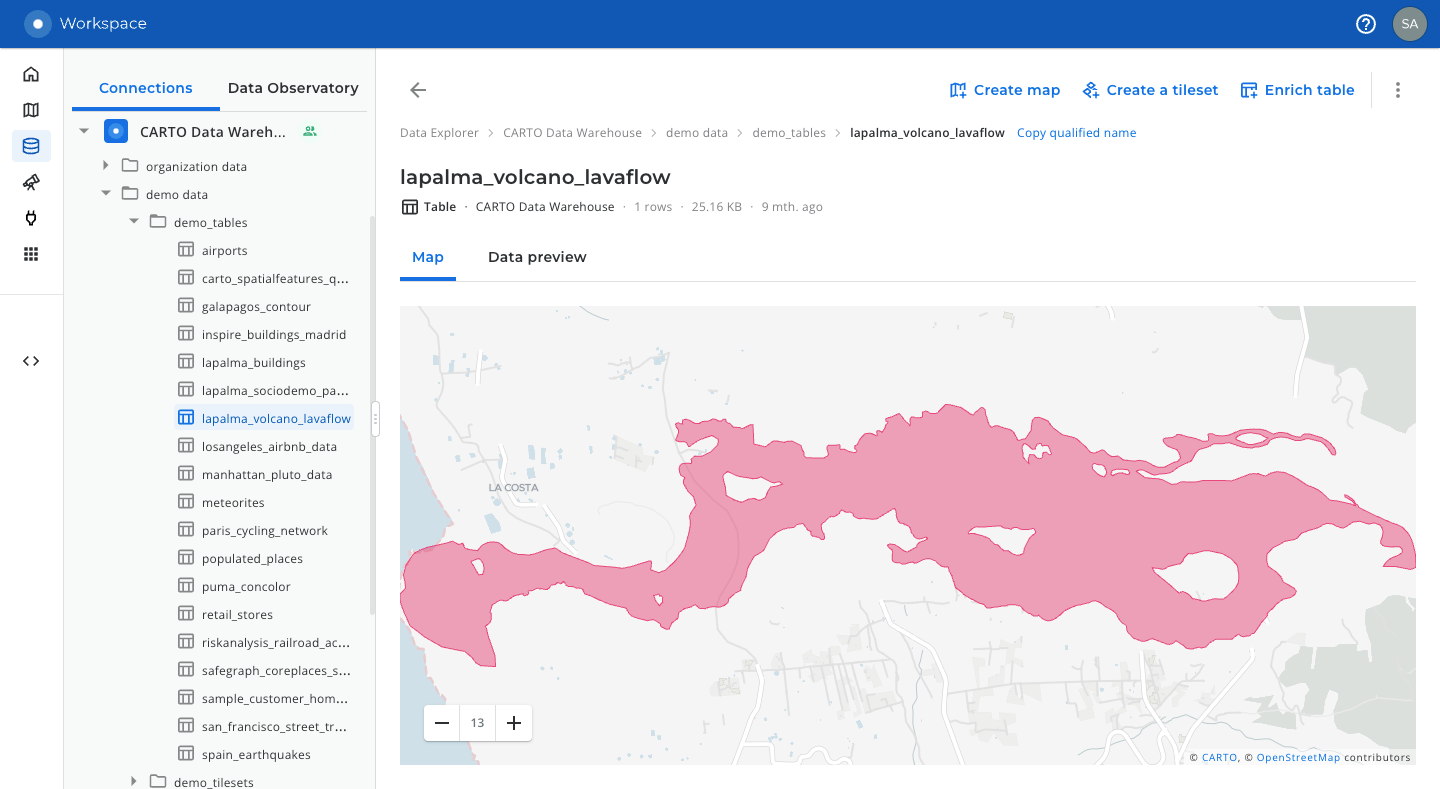 Workspace
SA
Connections
Data Observatory
CARTO Data Wareh...
organization data
demo data
demo_tables
airports
carto_spatialfeatures_q...
galapagos_contour
inspire_buildings_madrid
lapalma_buildings
lapalma_sociodemo_pa...
lapalma_volcano_lavaflow
losangeles_airbnb_data
manhattan_pluto_data
meteorites
paris_cycling_network
populated_places
puma_concolor
retail_stores
riskanalysis_railroad_ac...
safegraph_coreplaces_s...
sample_customer_hom...
san_francisco_street_tr...
spain_earthquakes
demo_tilesets
Create map
Create a tileset
Enrich table
Data Explorer > CARTO Data Warehouse > demo data > demo_tables > lapalma_volcano_lavaflow Copy qualified name
lapalma_volcano_lavaflow
Table · CARTO Data Warehouse · 1 rows · 25.16 KB · 9 mth. ago
Map
Data preview
LA COSTA
13
© CARTO, © OpenStreetMap contributors